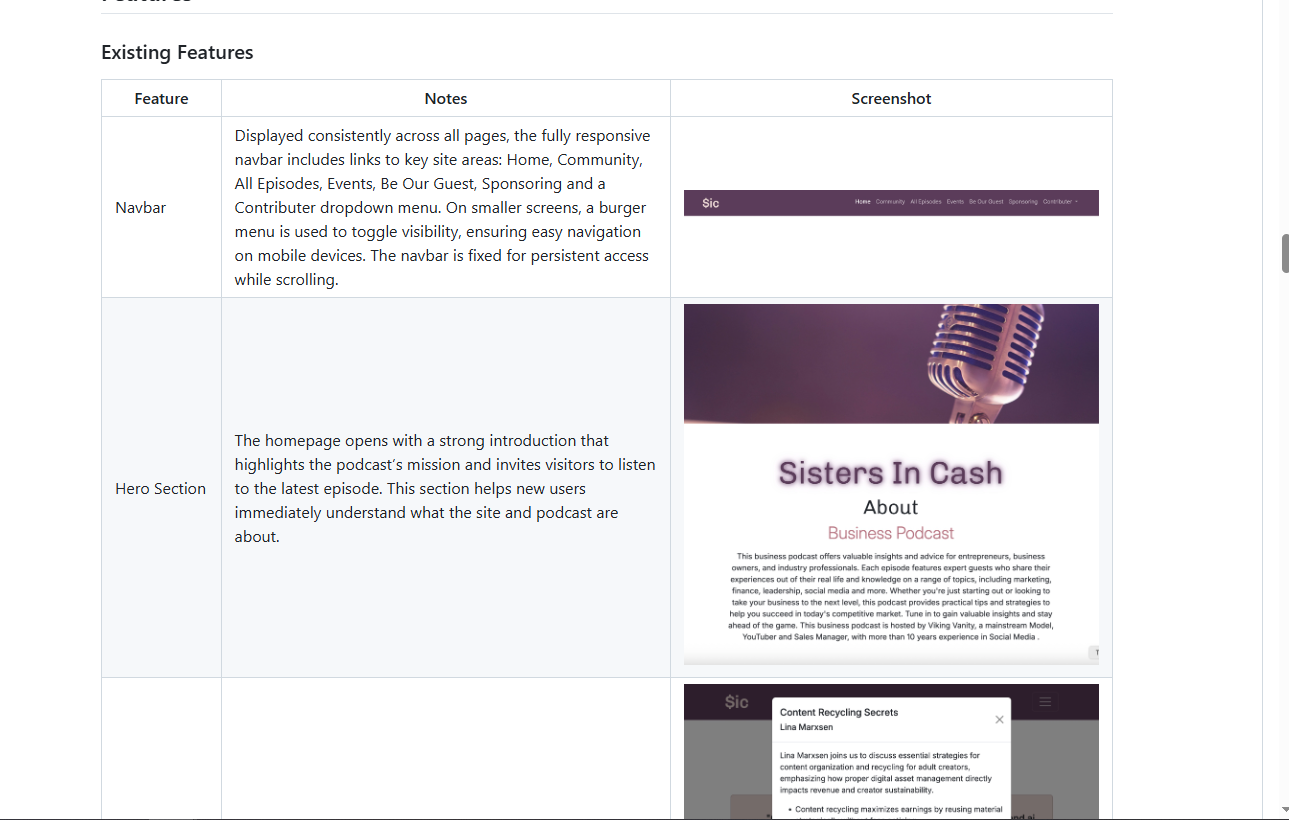 Features
Existing Features
Feature
Notes
Screenshot
Navbar
Displayed consistently across all pages, the fully responsive
navbar includes links to key site areas: Home, Community,
All Episodes, Events, Be Our Guest, Sponsoring and a
Contributer dropdown menu. On smaller screens, a burger
menu is used to toggle visibility, ensuring easy navigation
on mobile devices. The navbar is fixed for persistent access
while scrolling.
$ic
Home Community All Episodes Events Be Our Guest Sponsoring Contributer
Hero Section
The homepage opens with a strong introduction that
highlights the podcast's mission and invites visitors to listen
to the latest episode. This section helps new users
immediately understand what the site and podcast are
about.
Sisters In Cash
About
Business Podcast
This business podcast offers valuable insights and advice for entrepreneurs, business
owners, and industry professionals. Each episode features expert guests who share their
experiences out of their real life and knowledge on a range of topics, including marketing,
finance, leadership, social media and more. Whether you're just starting out or looking to
take your business to the next level, this podcast provides practical tips and strategies to
help you succeed in today's competitive market. Tune in to gain valuable insights and stay
ahead of the game. This business podcast is hosted by Viking Vanity, a mainstream Model,
YouTuber and Sales Manager, with more than 10 years experience in Social Media .
$ic
Content Recycling Secrets
Lina Marxsen
Lina Marxsen joins us to discuss essential strategies for
content organization and recycling for adult creators,
emphasizing how proper digital asset management directly
impacts revenue and creator sustainability.
• Content recycling maximizes earnings by reusing material